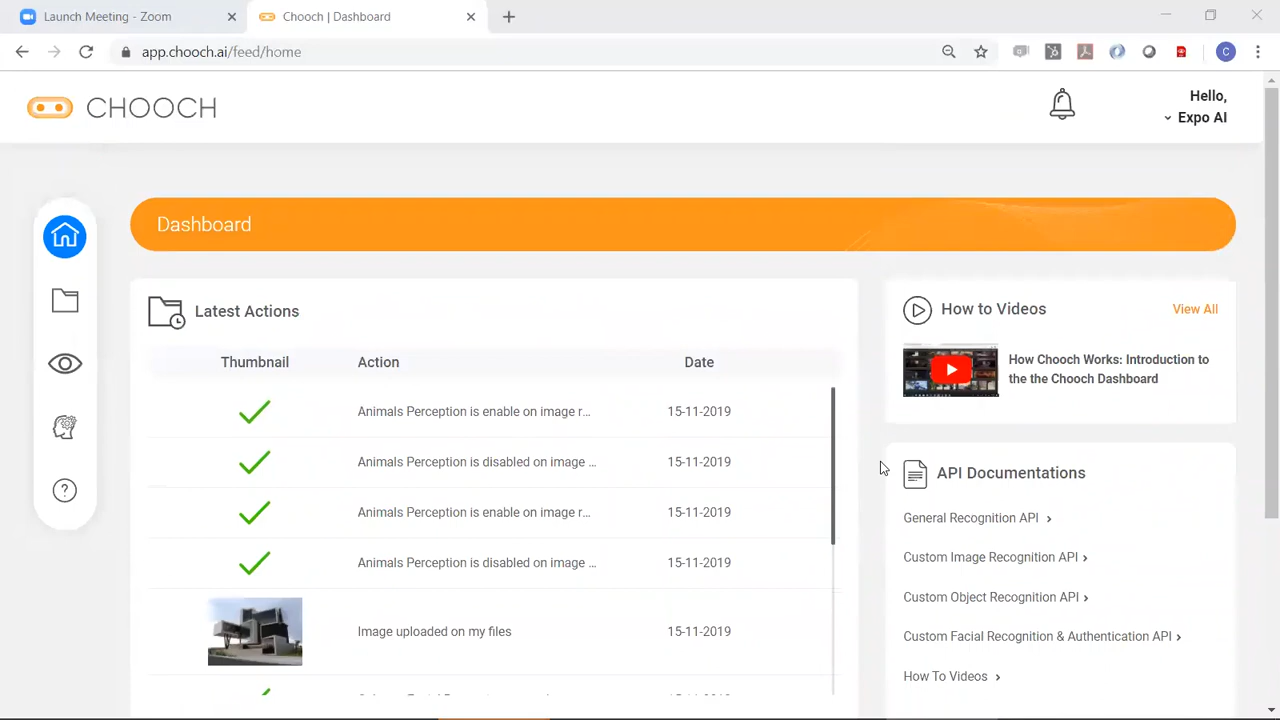 Launch Meeting - Zoom
Chooch | Dashboard
app.chooch.ai/feed/home
C
CHOOCH
Hello,
Expo AI
Dashboard
Latest Actions
Thumbnail Action Date
Animals Perception is enable on image r... 15-11-2019
Animals Perception is disabled on image ... 15-11-2019
Animals Perception is enable on image r... 15-11-2019
Animals Perception is disabled on image ... 15-11-2019
Image uploaded on my files 15-11-2019
How to Videos View All
How Chooch Works: Introduction to
the the Chooch Dashboard
API Documentations
General Recognition API
Custom Image Recognition API
Custom Object Recognition API
Custom Facial Recognition & Authentication API
How To Videos